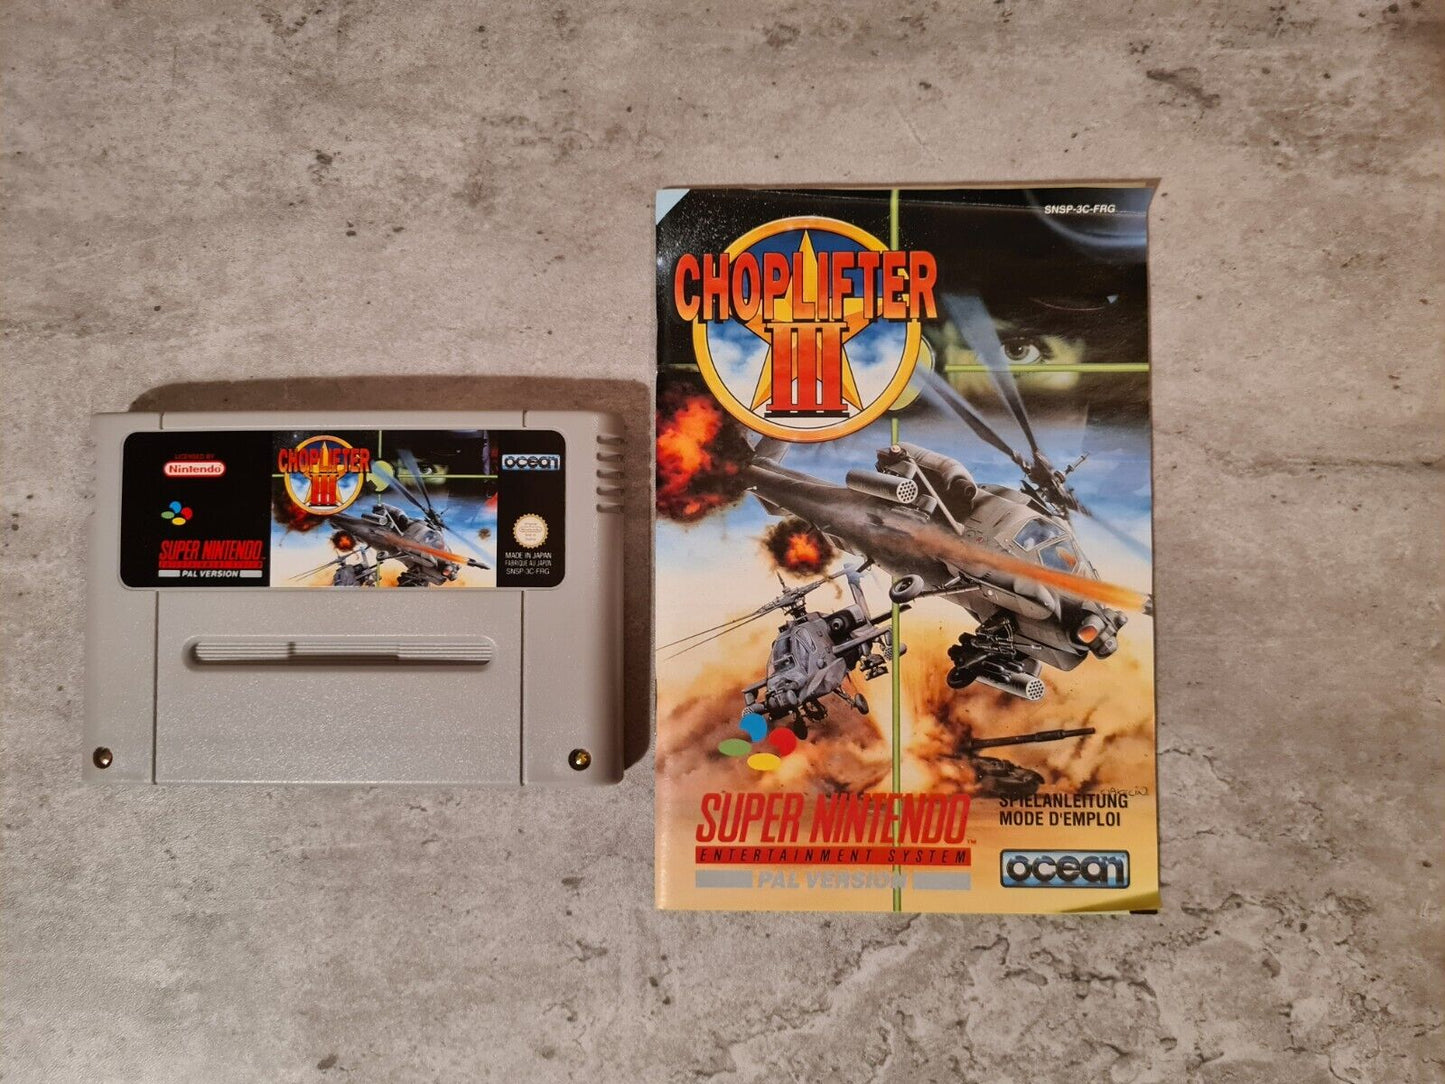 LICENSED BY
Nintendo
CHOPLIFTER
III
ocean
SUPER NINTENDO
ENTERTAINMENT SYSTEM
PAL VERSION
MADE IN JAPAN
FABRIQUE AU JAPON
SNSP-3C-FRG
SNSP-3C-FRG
CHOPLIFTER
III
SUPER NINTENDO™
ENTERTAINMENT SYSTEM
PAL VERSION
SPIELANLEITUNG
MODE D'EMPLOI
ocean